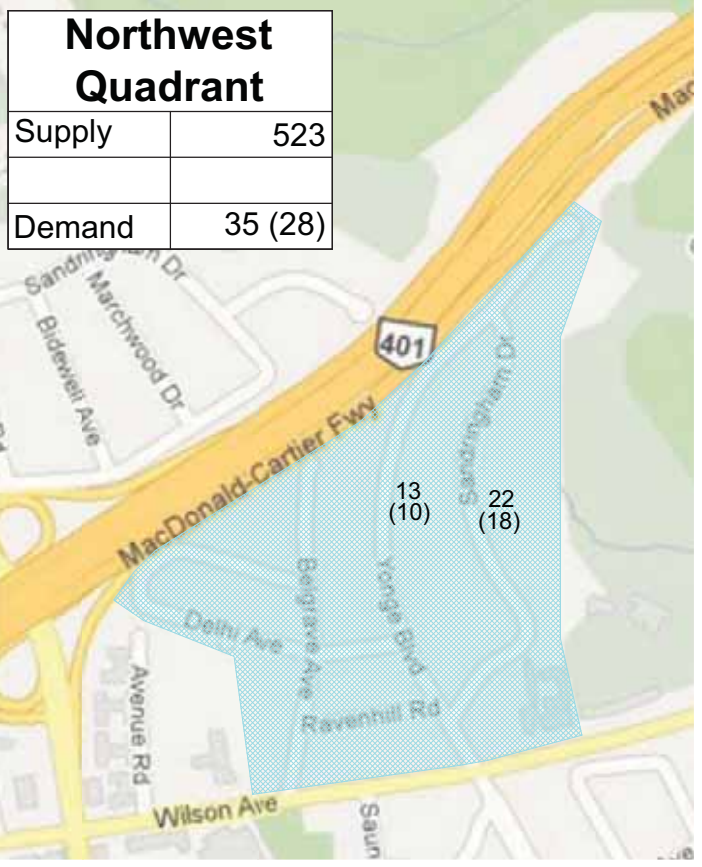 Northwest
Quadrant
Supply 523
Demand 35 (28)
Mac
Sandringham Dr
Marchwood Dr
Bidewell Ave
401
MacDonald-Cartier Fwy
Sandringham Dr
13
(10)
22
(18)
Belgrave Ave
Yonge Blvd
Delhi Ave
Ravenhill Rd
Avenue Rd
Wilson Ave
Saun